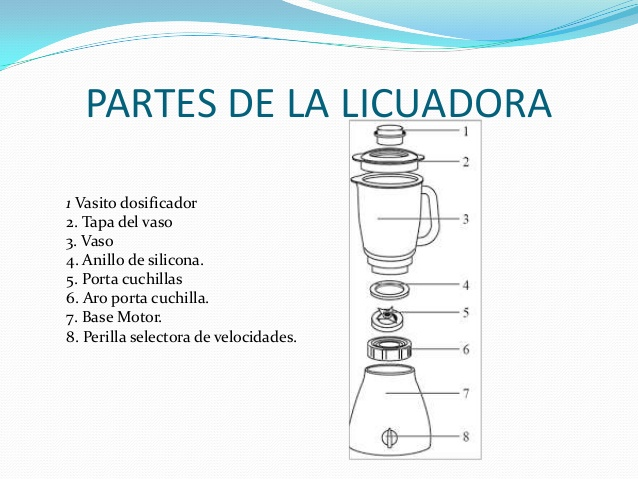 PARTES DE LA LICUADORA
1 Vasito dosificador
2. Tapa del vaso
3. Vaso
4. Anillo de silicona.
5. Porta cuchillas
6. Aro porta cuchilla.
7. Base Motor.
8. Perilla selectora de velocidades.
1
2
3
4
5
6
7
8